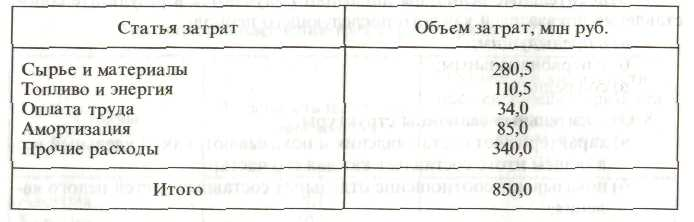 Статья затрат Объем затрат, млн руб.
Сырье и материалы 280,5
Топливо и энергия 110,5
Оплата труда 34,0
Амортизация 85,0
Прочие расходы 340,0
Итого 850,0